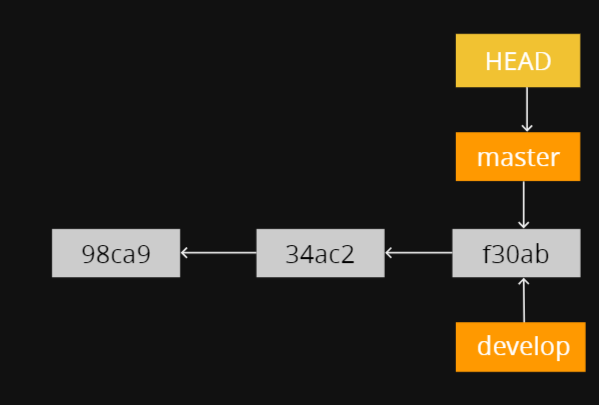 HEAD
master
98ca9
34ac2
f30ab
develop